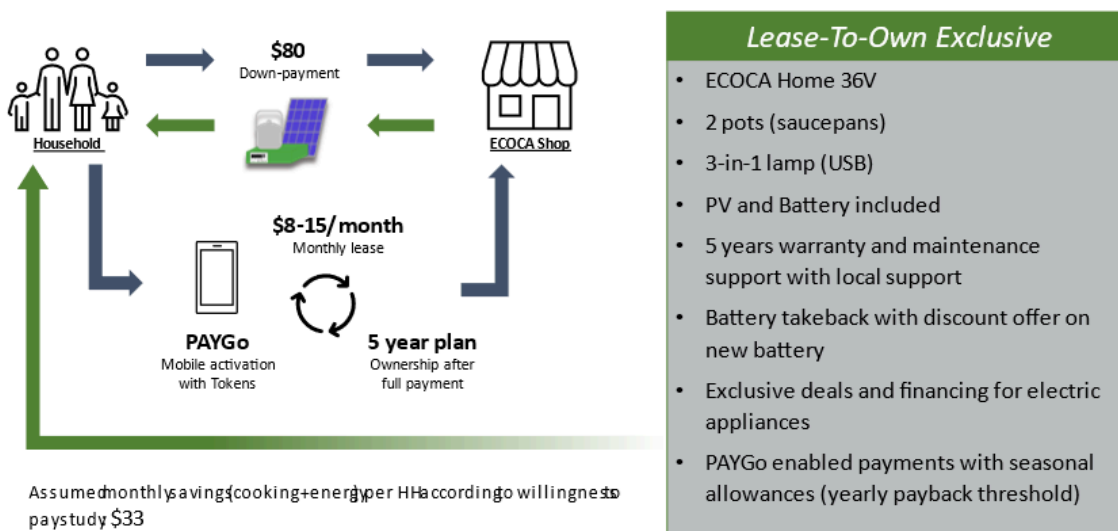 $80
Down-payment
Household
ECOCA Shop
$8-15/month
Monthly lease
PAYGo
Mobile activation
with Tokens
5 year plan
Ownership after
full payment
Assumed monthly savings (cooking+energy) per HH according to willingness to
pay study: $33
Lease-To-Own Exclusive
• ECOCA Home 36V
• 2 pots (saucepans)
• 3-in-1 lamp (USB)
• PV and Battery included
• 5 years warranty and maintenance
support with local support
• Battery takeback with discount offer on
new battery
• Exclusive deals and financing for electric
appliances
• PAYGo enabled payments with seasonal
allowances (yearly payback threshold)